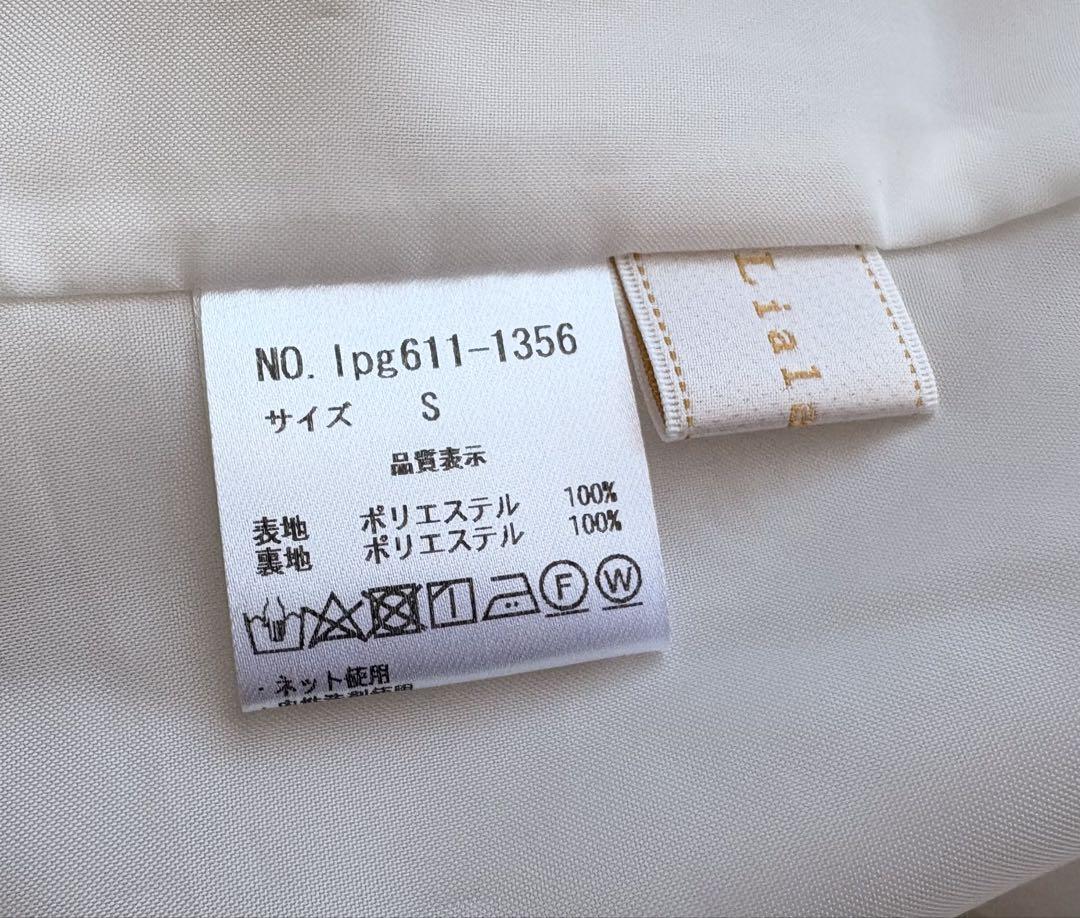 NO. lpg611-1356
サイズ S
品質表示
表地 ポリエステル 100%
裏地 ポリエステル 100%
F W
・ネット使用
Lial